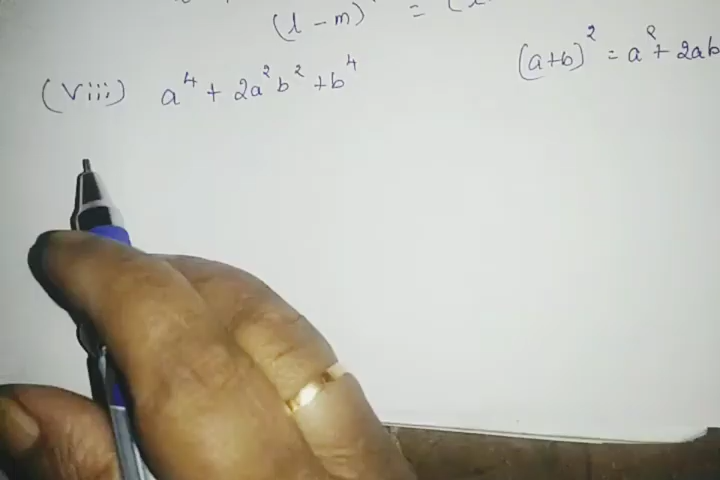 (l - m) = (l
(Viii) a⁴ + 2a²b² + b⁴
(a+b)² = a² + 2ab